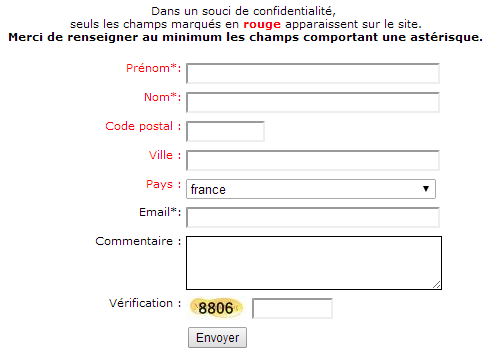 Dans un souci de confidentialité,
seuls les champs marqués en rouge apparaissent sur le site.
Merci de renseigner au minimum les champs comportant une astérisque.
Prénom*:
Nom*:
Code postal :
Ville :
Pays : france
Email*:
Commentaire :
Vérification : 8806
Envoyer